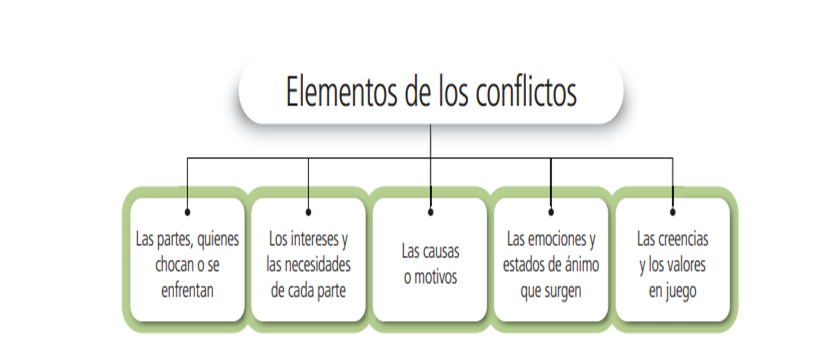 Elementos de los conflictos
Las partes, quienes
chocan o se
enfrentan
Los intereses y
las necesidades
de cada parte
Las causas
o motivos
Las emociones y
estados de ánimo
que surgen
Las creencias
y los valores
en juego